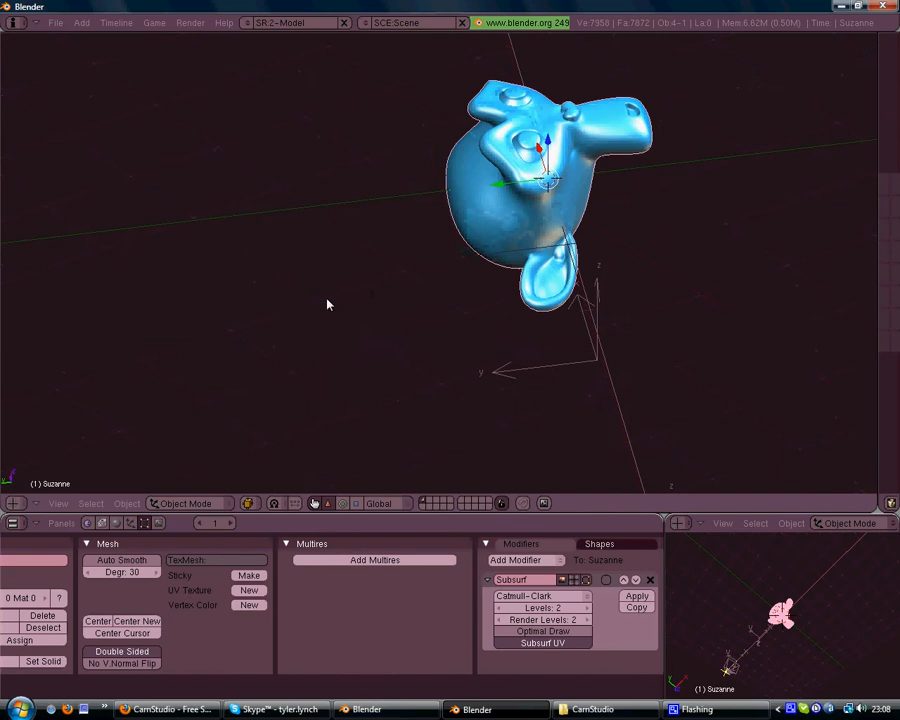 Blender
File Add Timeline Game Render Help SR:2-Model SCE:Scene www.blender.org 249 Ve:7958 | Fa:7872 | Ob:4-1 | La:0 | Mem:6.62M (0.50M) | Time: | Suzanne
z
y
z
(1) Suzanne
View Select Object Object Mode Global
Panels 1 View Select Object Object Mode
Mesh Multires Modifiers Shapes
Auto Smooth TexMesh: Add Multires Add Modifier To: Suzanne
Degr: 30 Sticky Make Subsurf
UV Texture New Catmull-Clark Apply
0 Mat 0 ? Vertex Color New Levels: 2 Copy
Delete Center Center New Render Levels: 2
Deselect Center Cursor Optimal Draw
Assign Subsurf UV
Double Sided
Set Solid No V.Normal Flip
(1) Suzanne
CamStudio - Free S... Skype™ - tyler.lynch Blender Blender CamStudio Flashing 23:08